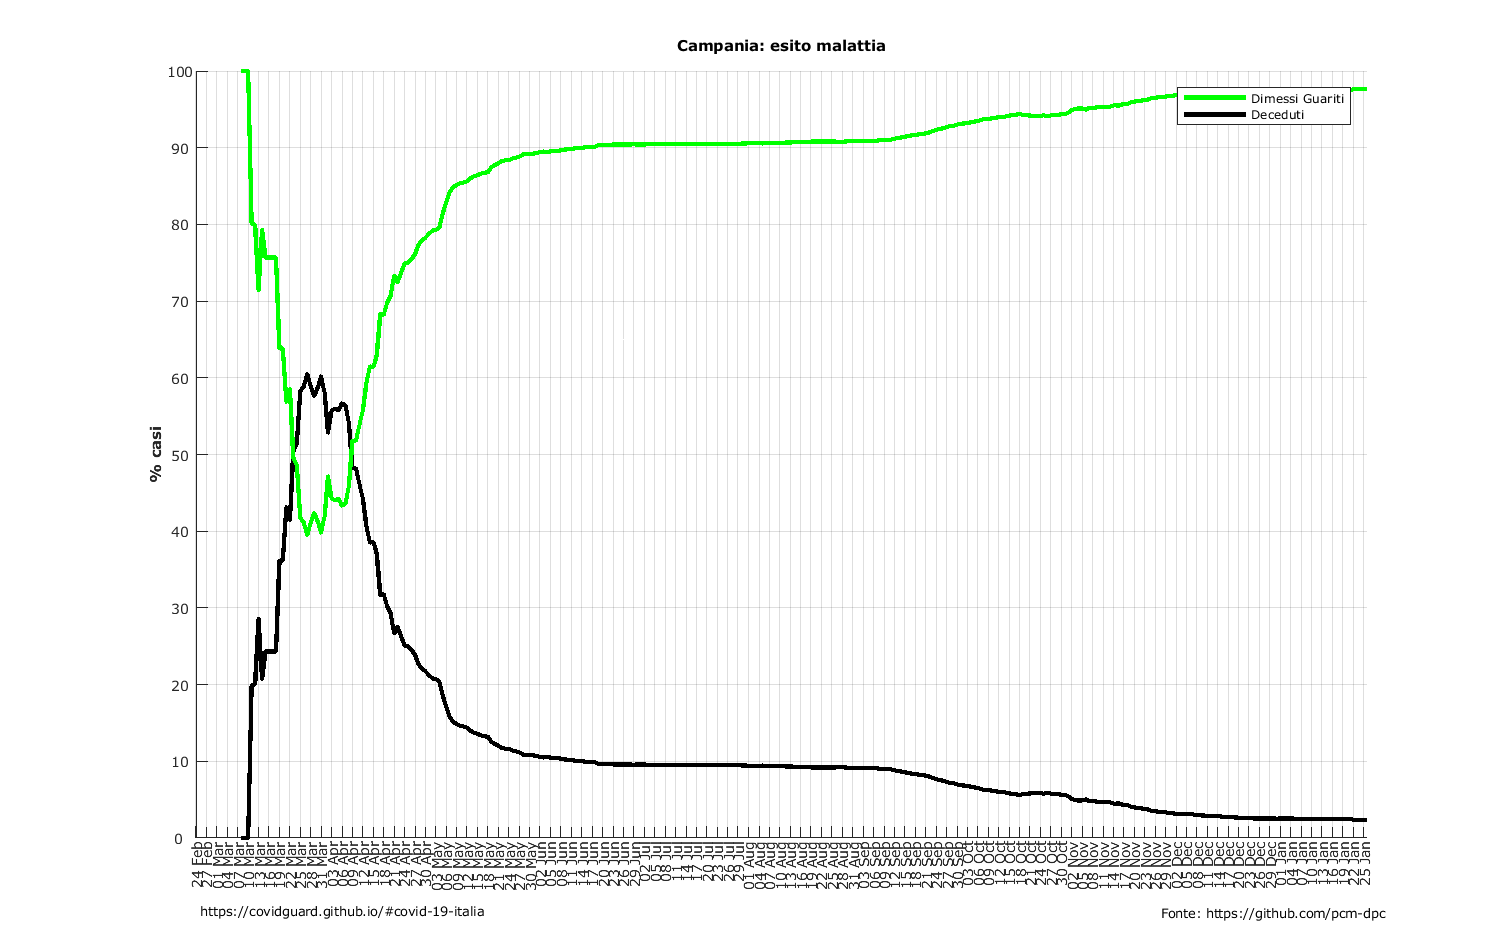 Campania: esito malattia
100
90
80
70
60
50
40
30
20
10
0
% casi
Dimessi Guariti
Deceduti
24 Feb
27 Feb
01 Mar
04 Mar
07 Mar
10 Mar
13 Mar
16 Mar
19 Mar
22 Mar
25 Mar
28 Mar
31 Mar
03 Apr
06 Apr
09 Apr
12 Apr
15 Apr
18 Apr
21 Apr
24 Apr
27 Apr
30 Apr
03 May
06 May
09 May
12 May
15 May
18 May
21 May
24 May
27 May
30 May
02 Jun
05 Jun
08 Jun
11 Jun
14 Jun
17 Jun
20 Jun
23 Jun
26 Jun
29 Jun
02 Jul
05 Jul
08 Jul
11 Jul
14 Jul
17 Jul
20 Jul
23 Jul
26 Jul
29 Jul
01 Aug
04 Aug
07 Aug
10 Aug
13 Aug
16 Aug
19 Aug
22 Aug
25 Aug
28 Aug
31 Aug
03 Sep
06 Sep
09 Sep
12 Sep
15 Sep
18 Sep
21 Sep
24 Sep
27 Sep
30 Sep
03 Oct
06 Oct
09 Oct
12 Oct
15 Oct
18 Oct
21 Oct
24 Oct
27 Oct
30 Oct
02 Nov
05 Nov
08 Nov
11 Nov
14 Nov
17 Nov
20 Nov
23 Nov
26 Nov
29 Nov
02 Dec
05 Dec
08 Dec
11 Dec
14 Dec
17 Dec
20 Dec
23 Dec
26 Dec
29 Dec
01 Jan
04 Jan
07 Jan
10 Jan
13 Jan
16 Jan
19 Jan
22 Jan
25 Jan
https://covidguard.github.io/#covid-19-italia
Fonte: https://github.com/pcm-dpc